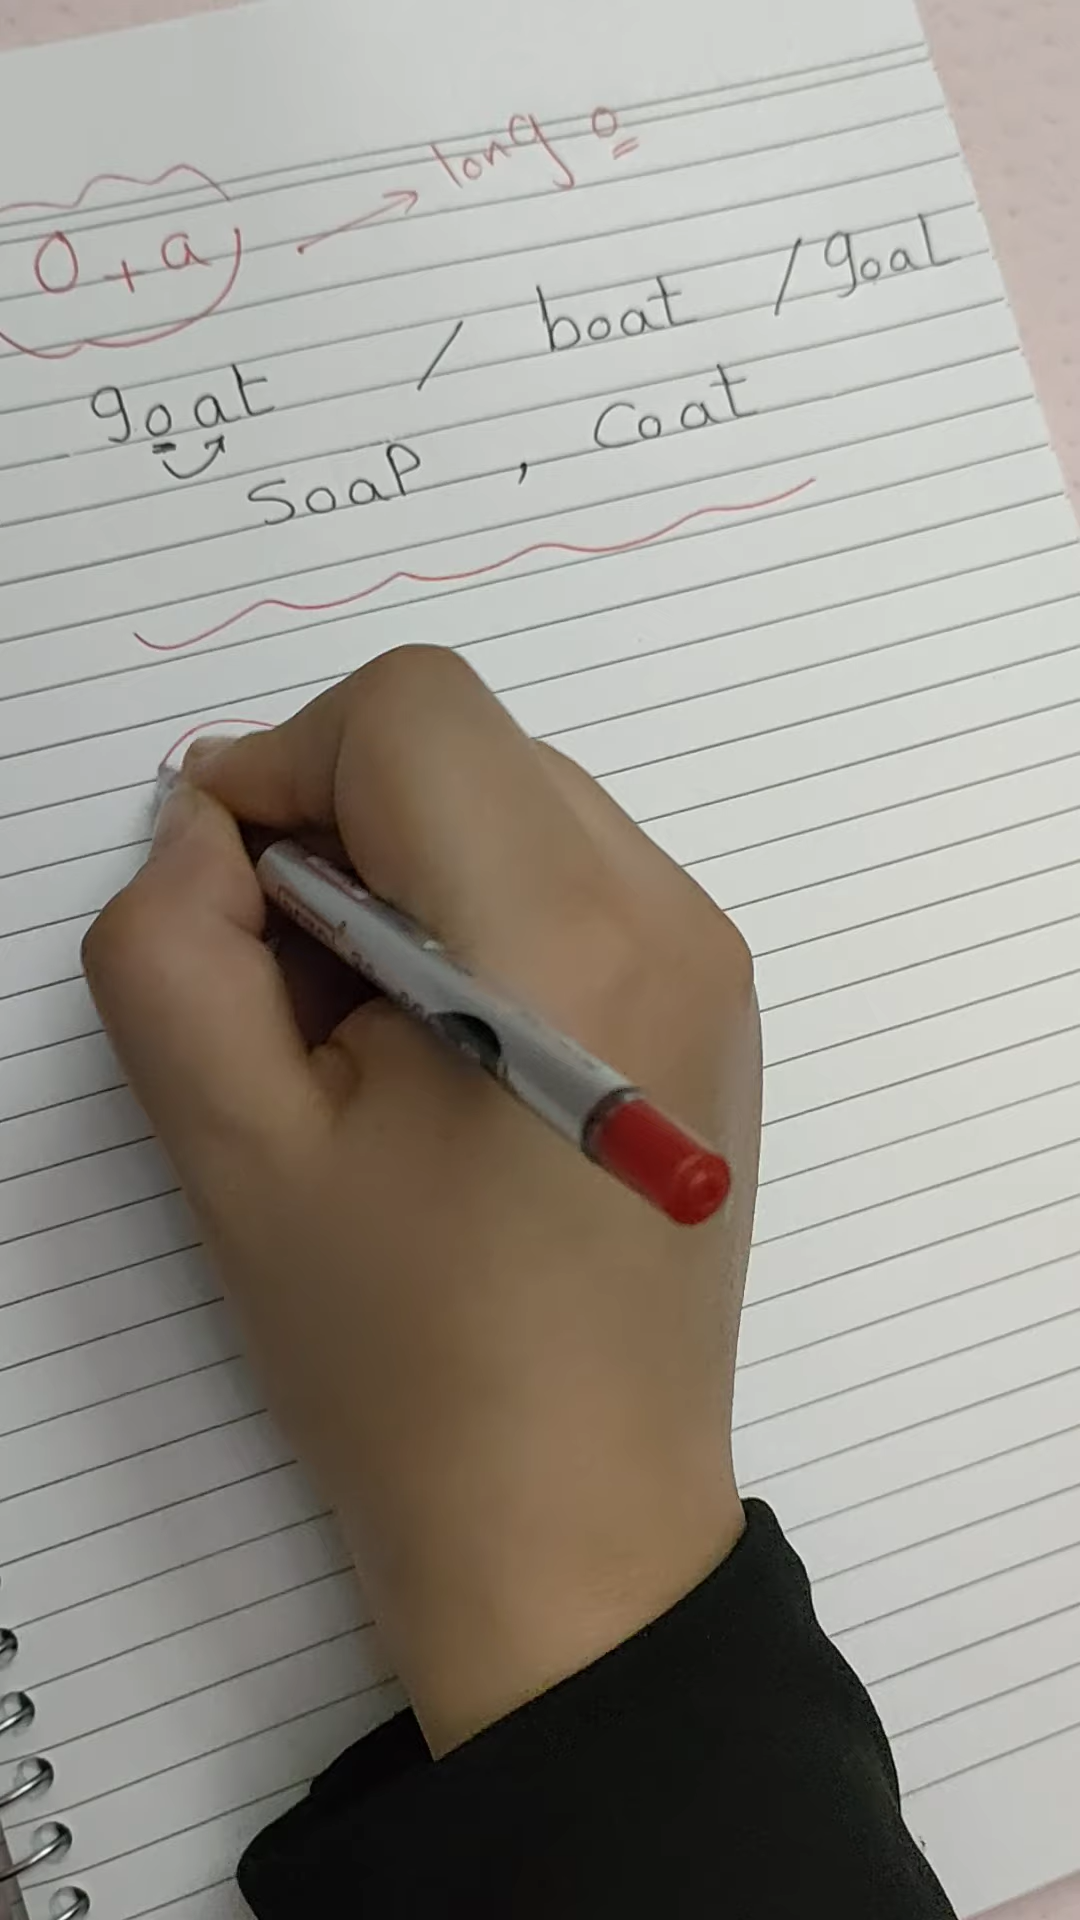 O + a → long o
goat / boat / goal
soap , coat